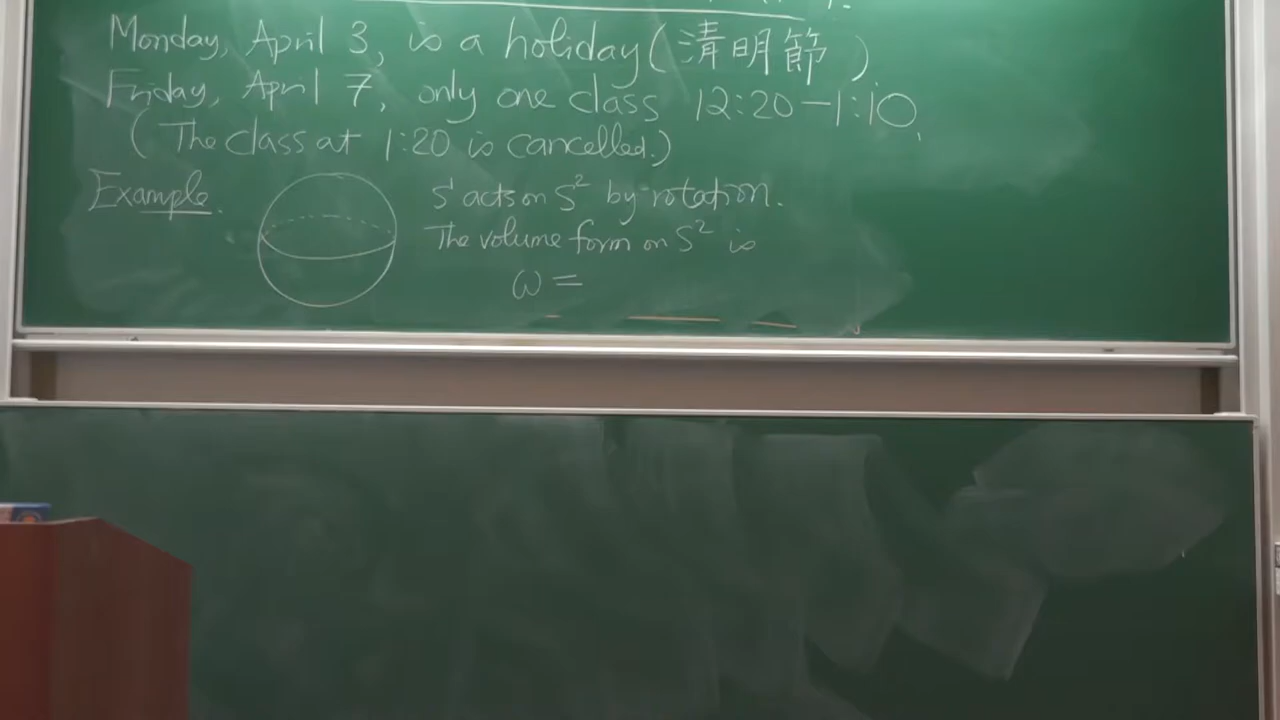 Monday, April 3, is a holiday (清明節)
Friday, April 7, only one class 12:20–1:10.
(The class at 1:20 is cancelled.)
Example. S¹ acts on S² by rotation.
The volume form on S² is
ω =